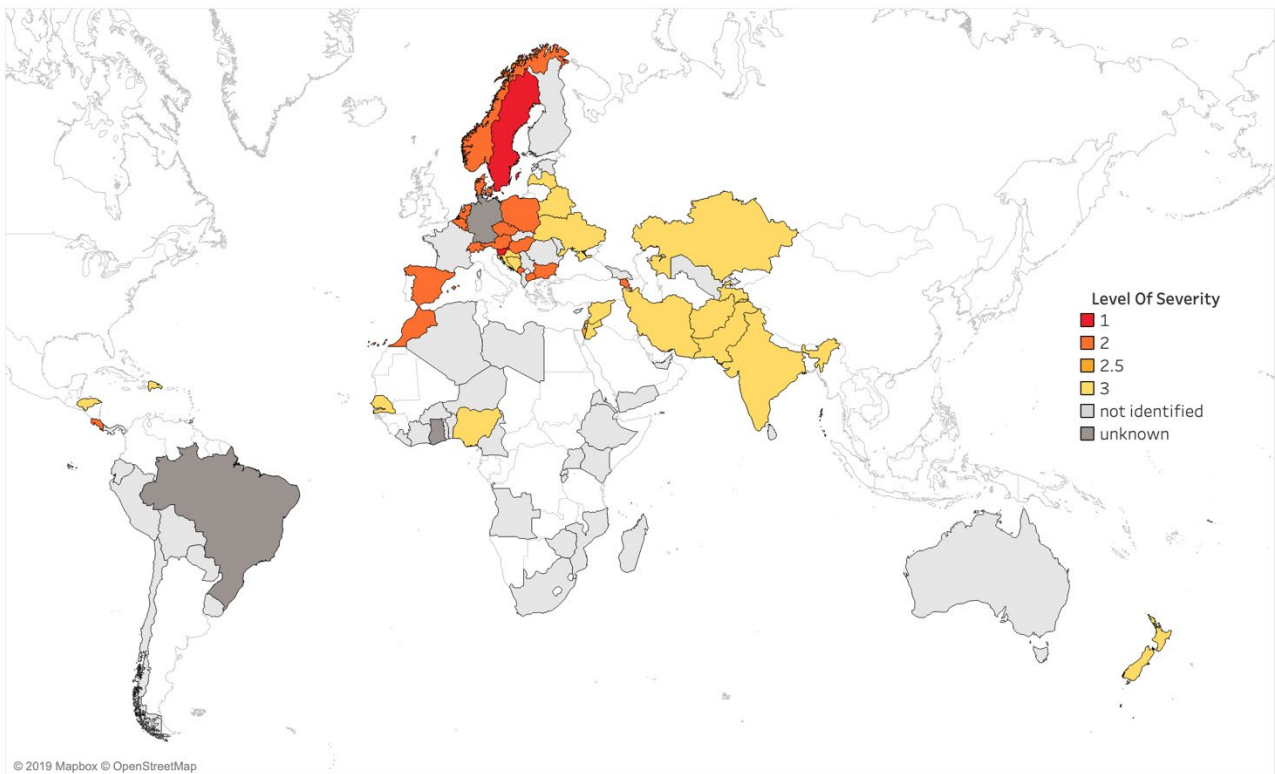 Level Of Severity
1
2
2.5
3
not identified
unknown
© 2019 Mapbox © OpenStreetMap